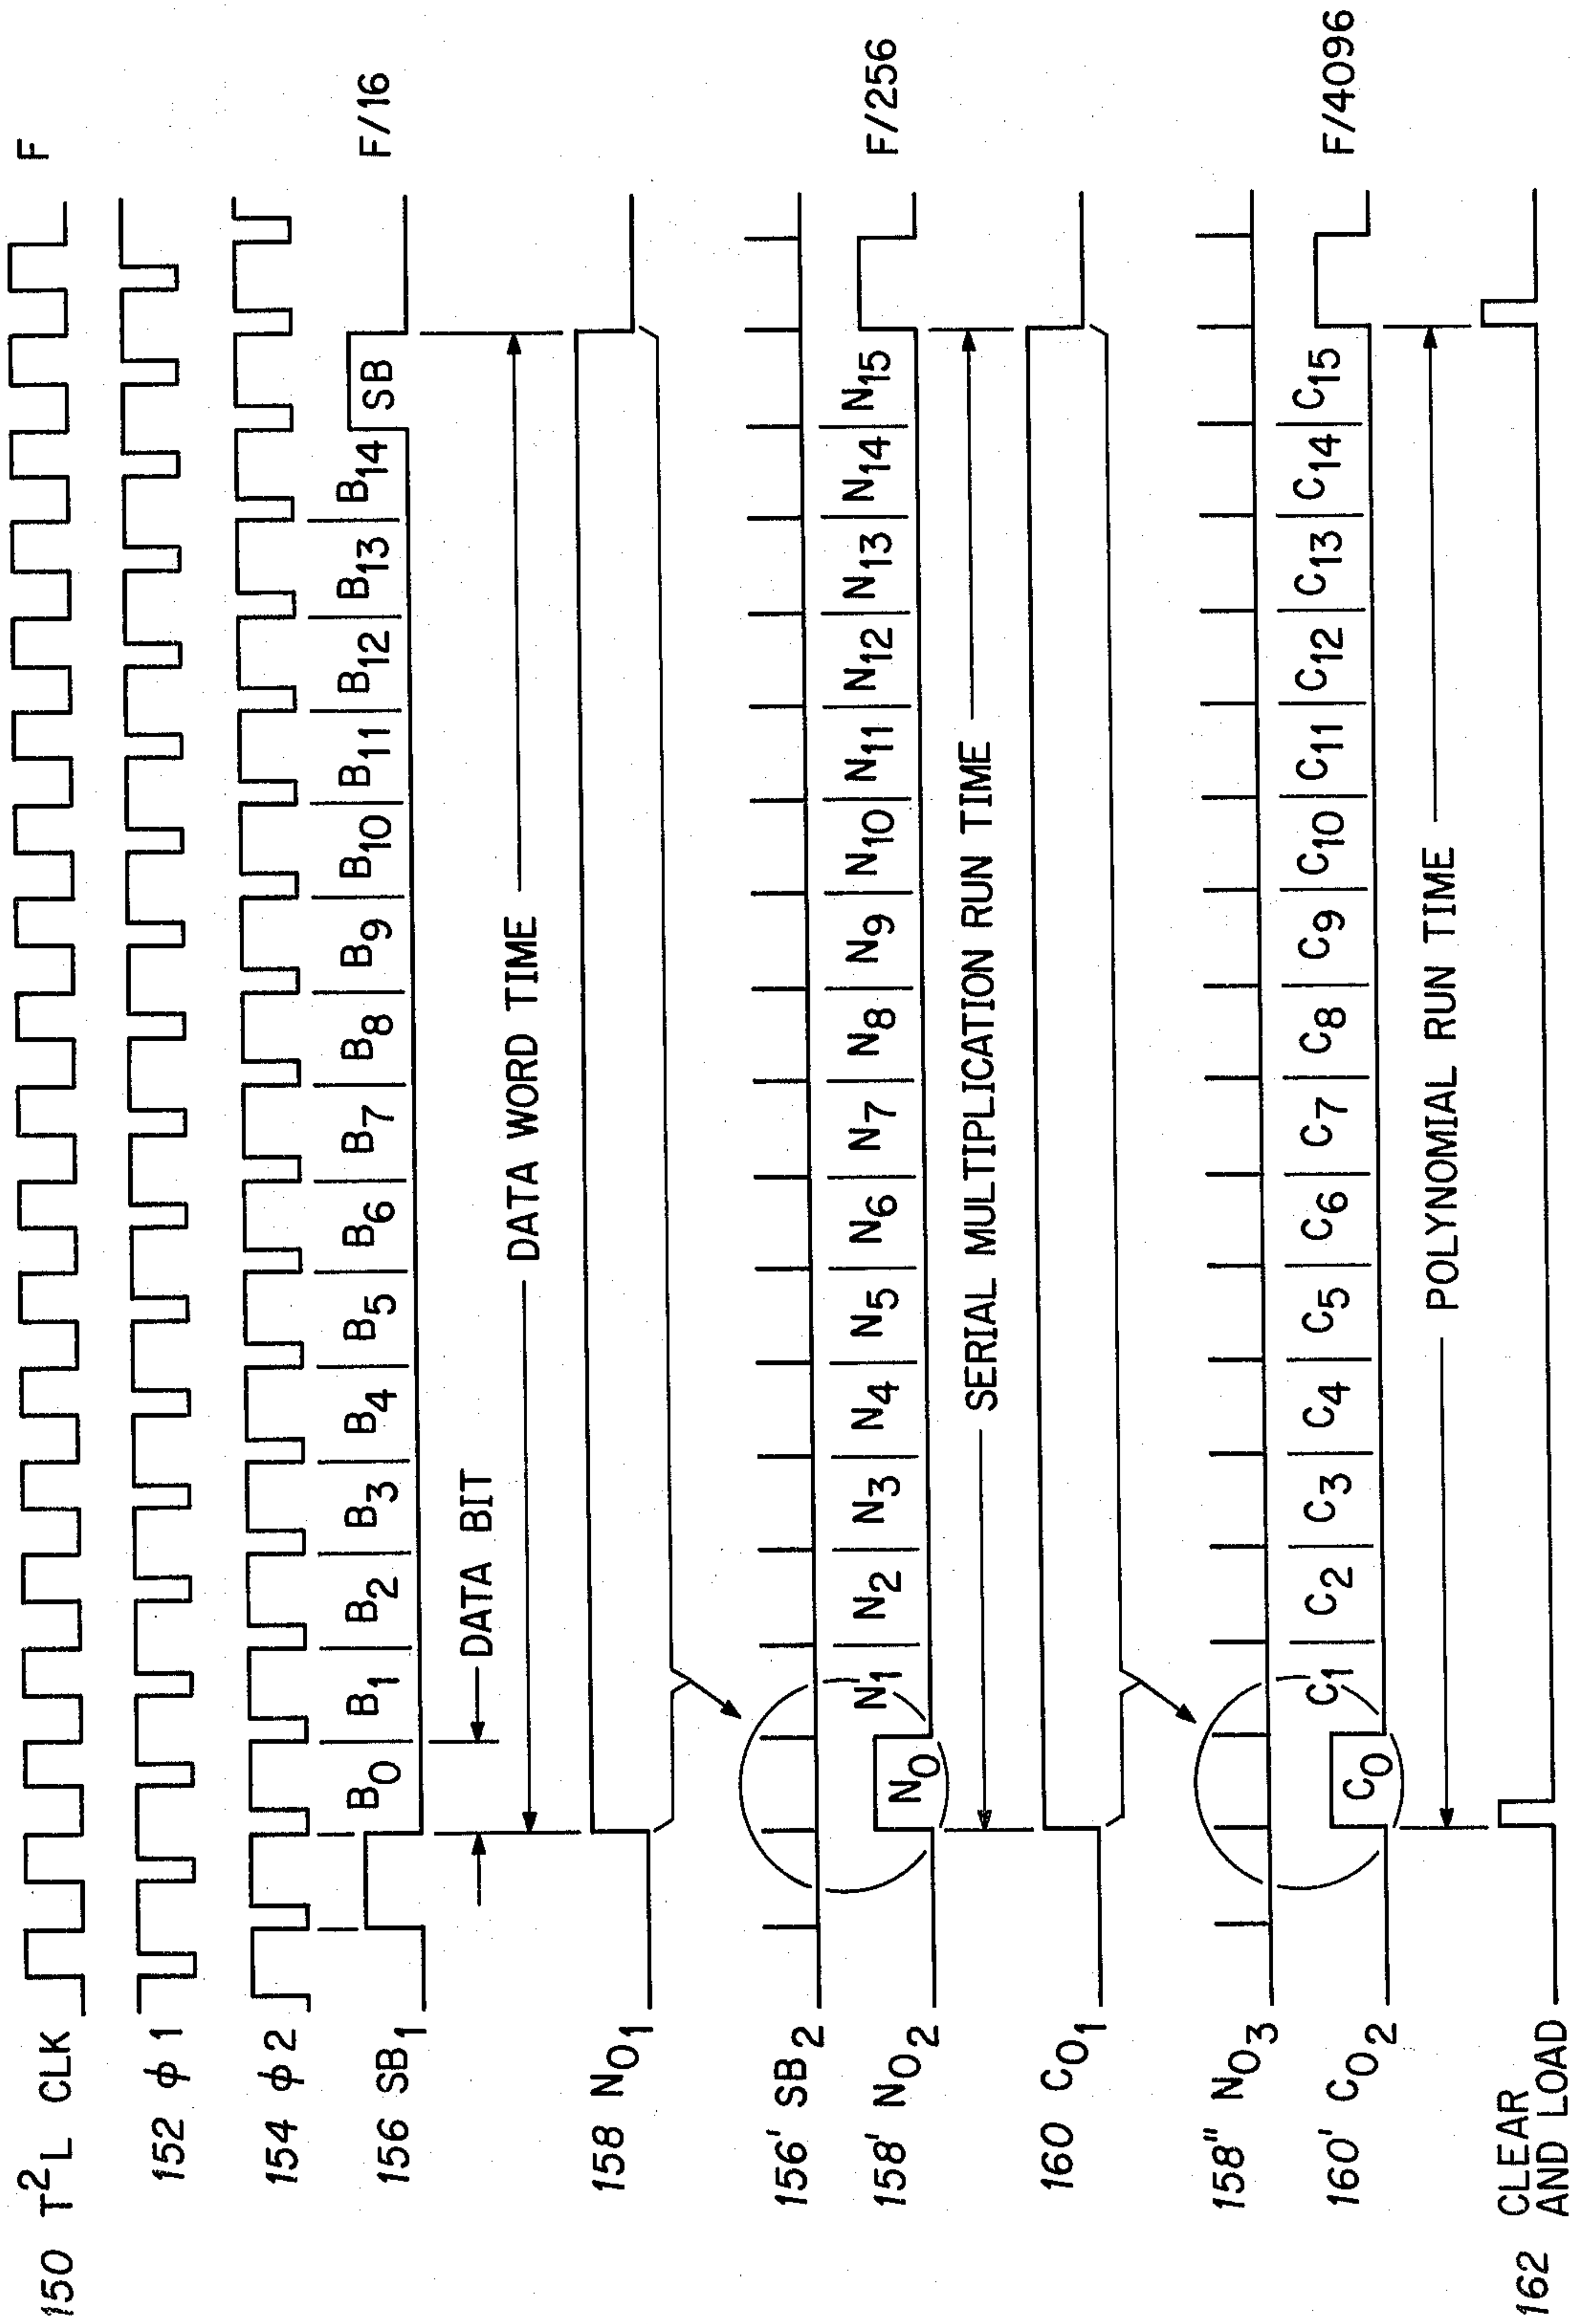 150 T²L CLK F
152 ϕ 1
154 ϕ 2
156 SB₁ B₀ B₁ B₂ B₃ B₄ B₅ B₆ B₇ B₈ B₉ B₁₀ B₁₁ B₁₂ B₁₃ B₁₄ SB F/16
DATA BIT
DATA WORD TIME
158 N₀₁
156' SB₂
158' N₀₂ N₀ N₁ N₂ N₃ N₄ N₅ N₆ N₇ N₈ N₉ N₁₀ N₁₁ N₁₂ N₁₃ N₁₄ N₁₅ F/256
SERIAL MULTIPLICATION RUN TIME
160 C₀₁
158" N₀₃
160' C₀₂ C₀ C₁ C₂ C₃ C₄ C₅ C₆ C₇ C₈ C₉ C₁₀ C₁₁ C₁₂ C₁₃ C₁₄ C₁₅ F/4096
POLYNOMIAL RUN TIME
162 CLEAR
AND LOAD